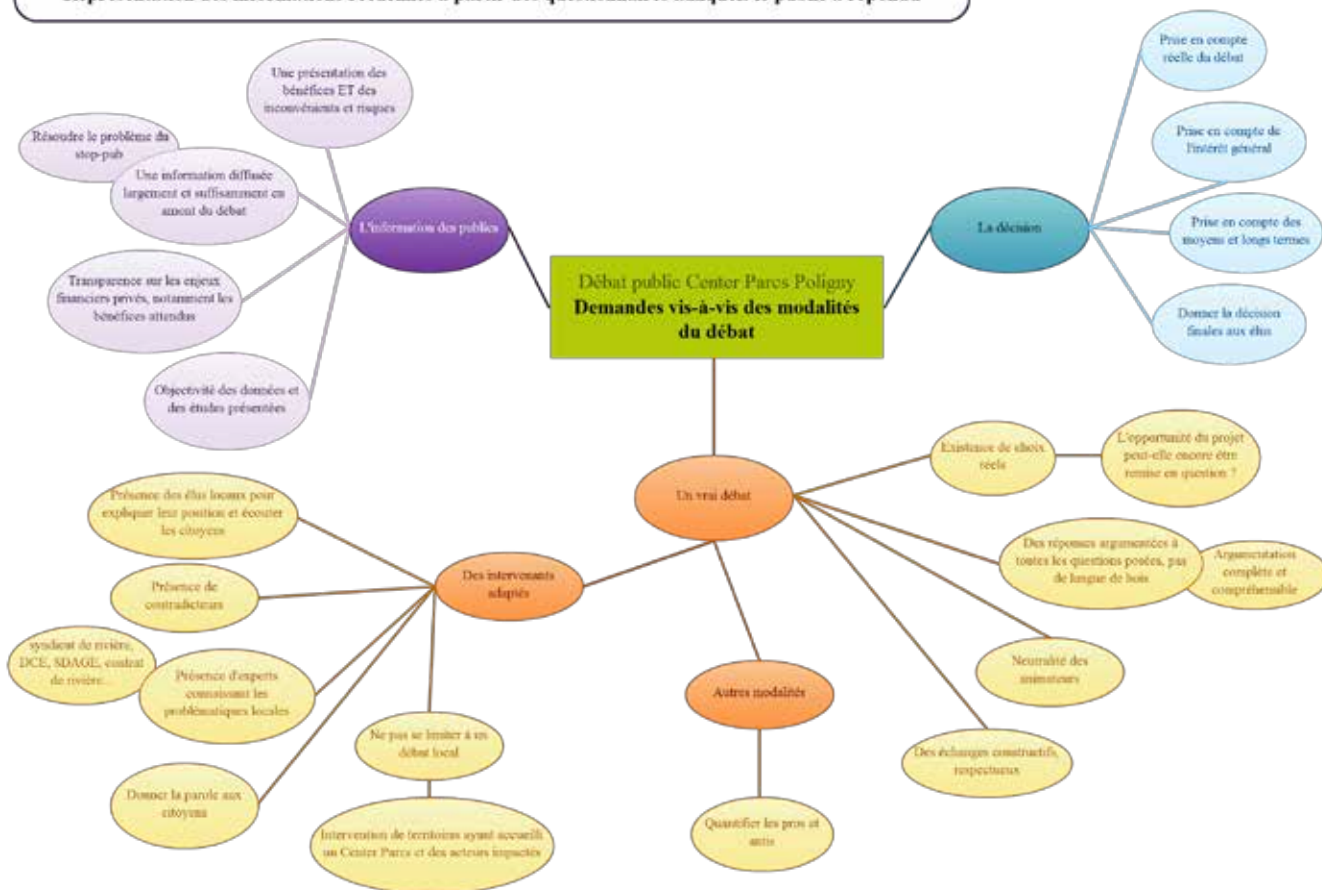 Débat public Center Parcs Poligny
Demandes vis-à-vis des modalités
du débat
L'information des publics
Une présentation des
bénéfices ET des
inconvénients et risques
Résoudre le problème du
stop-pub
Une information diffusée
largement et suffisamment en
amont du débat
Transparence sur les enjeux
financiers privés, notamment les
bénéfices attendus
Objectivité des données et
des études présentées
La décision
Prise en compte
réelle du débat
Prise en compte de
l'intérêt général
Prise en compte des
moyens et longs termes
Donner la décision
finales aux élus
Un vrai débat
Existence de choix
réels
L'opportunité du projet
peut-elle encore être
remise en question ?
Des réponses argumentées à
toutes les questions posées, pas
de langue de bois
Argumentation
complète et
compréhensible
Neutralité des
animateurs
Des échanges constructifs,
respectueux
Autres modalités
Quantifier les pros et
antis
Des intervenants
adaptés
Présence des élus locaux pour
expliquer leur position et écouter
les citoyens
Présence de
contradicteurs
syndicat de rivière,
DCE, SDAGE, contrat
de rivière...
Présence d'experts
connaissant les
problématiques locales
Donner la parole aux
citoyens
Ne pas se limiter à un
débat local
Intervention de territoires ayant accueilli
un Center Parcs et des acteurs impactés